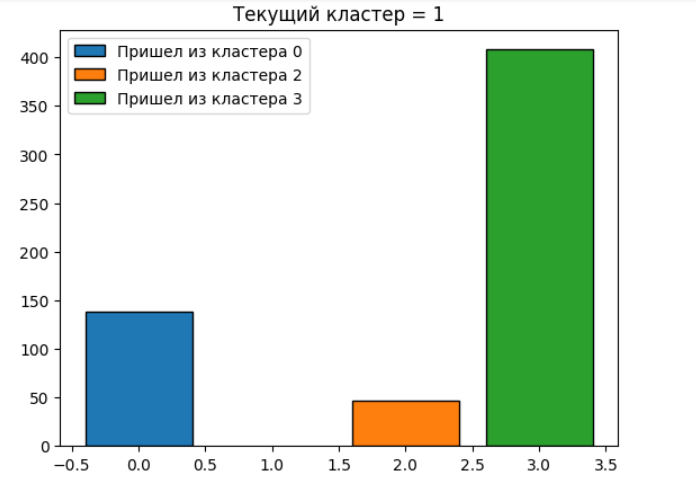 Текущий кластер = 1
Пришел из кластера 0
Пришел из кластера 2
Пришел из кластера 3
400
350
300
250
200
150
100
50
0
−0.5 0.0 0.5 1.0 1.5 2.0 2.5 3.0 3.5